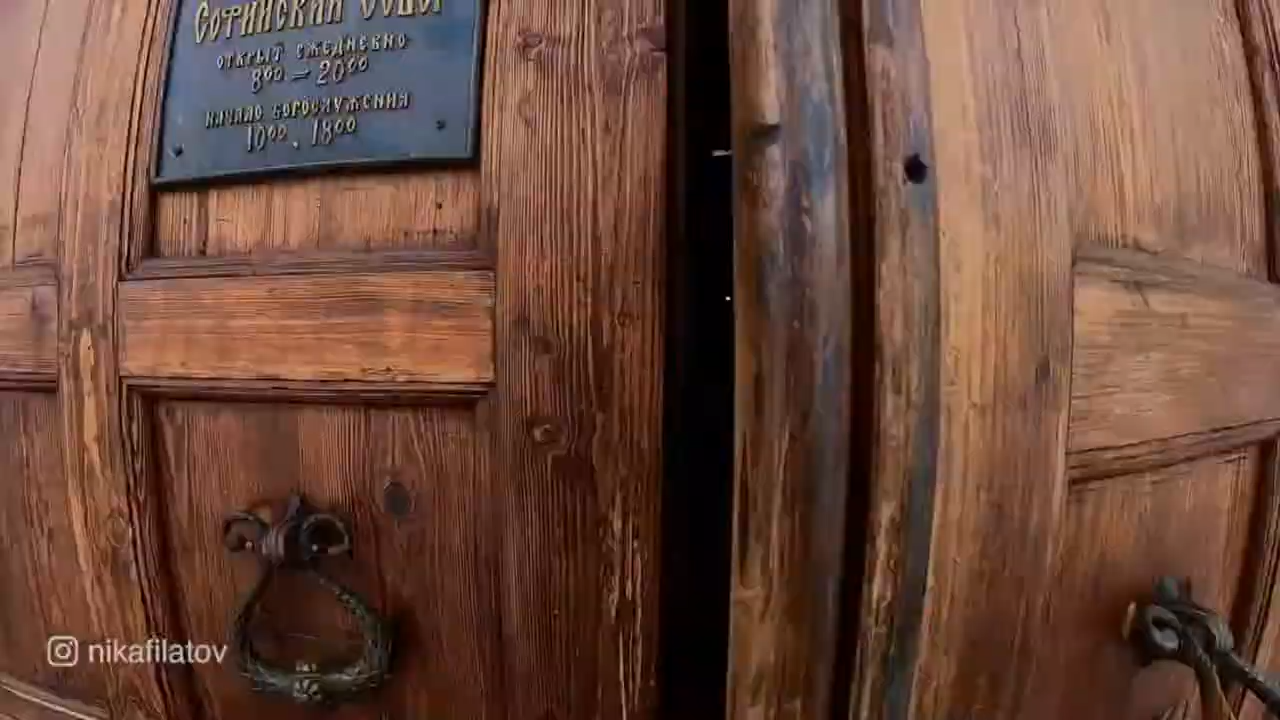 Софийский Собор
открыт ежедневно
8⁰⁰ – 20⁰⁰
начало богослужения
10⁰⁰, 18⁰⁰
nikafilatov